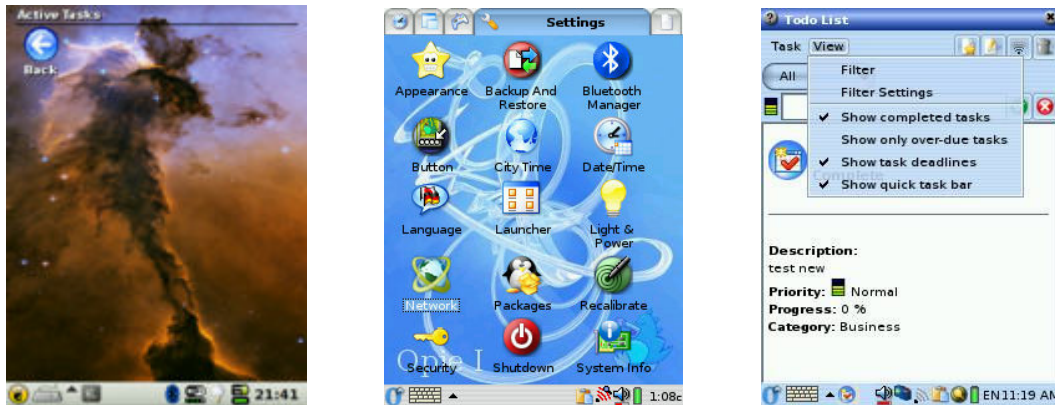 Active Tasks
Back
21:41
Settings
Appearance
Backup And
Restore
Bluetooth
Manager
Button
City Time
Date/Time
Language
Launcher
Light &
Power
Network
Packages
Recalibrate
Security
Shutdown
System Info
Opie I
1:08
Todo List
Task View
All
Filter
Filter Settings
Show completed tasks
Show only over-due tasks
Show task deadlines
Show quick task bar
Complete
Description:
test new
Priority: Normal
Progress: 0 %
Category: Business
EN 11:19 AM